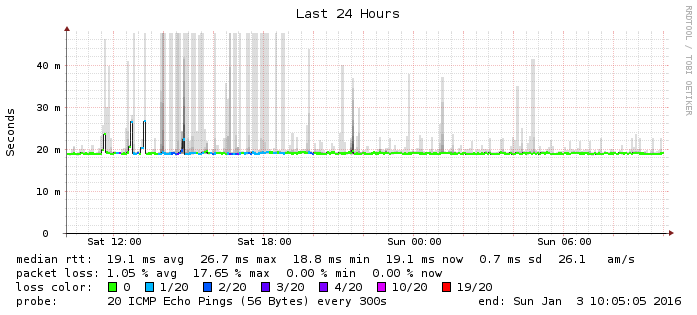 Last 24 Hours
RRDTOOL / TOBI OETIKER
Seconds
40 m
30 m
20 m
10 m
0
Sat 12:00 Sat 18:00 Sun 00:00 Sun 06:00
median rtt: 19.1 ms avg 26.7 ms max 18.8 ms min 19.1 ms now 0.7 ms sd 26.1 am/s
packet loss: 1.05 % avg 17.65 % max 0.00 % min 0.00 % now
loss color: 0 1/20 2/20 3/20 4/20 10/20 19/20
probe: 20 ICMP Echo Pings (56 Bytes) every 300s end: Sun Jan 3 10:05:05 2016